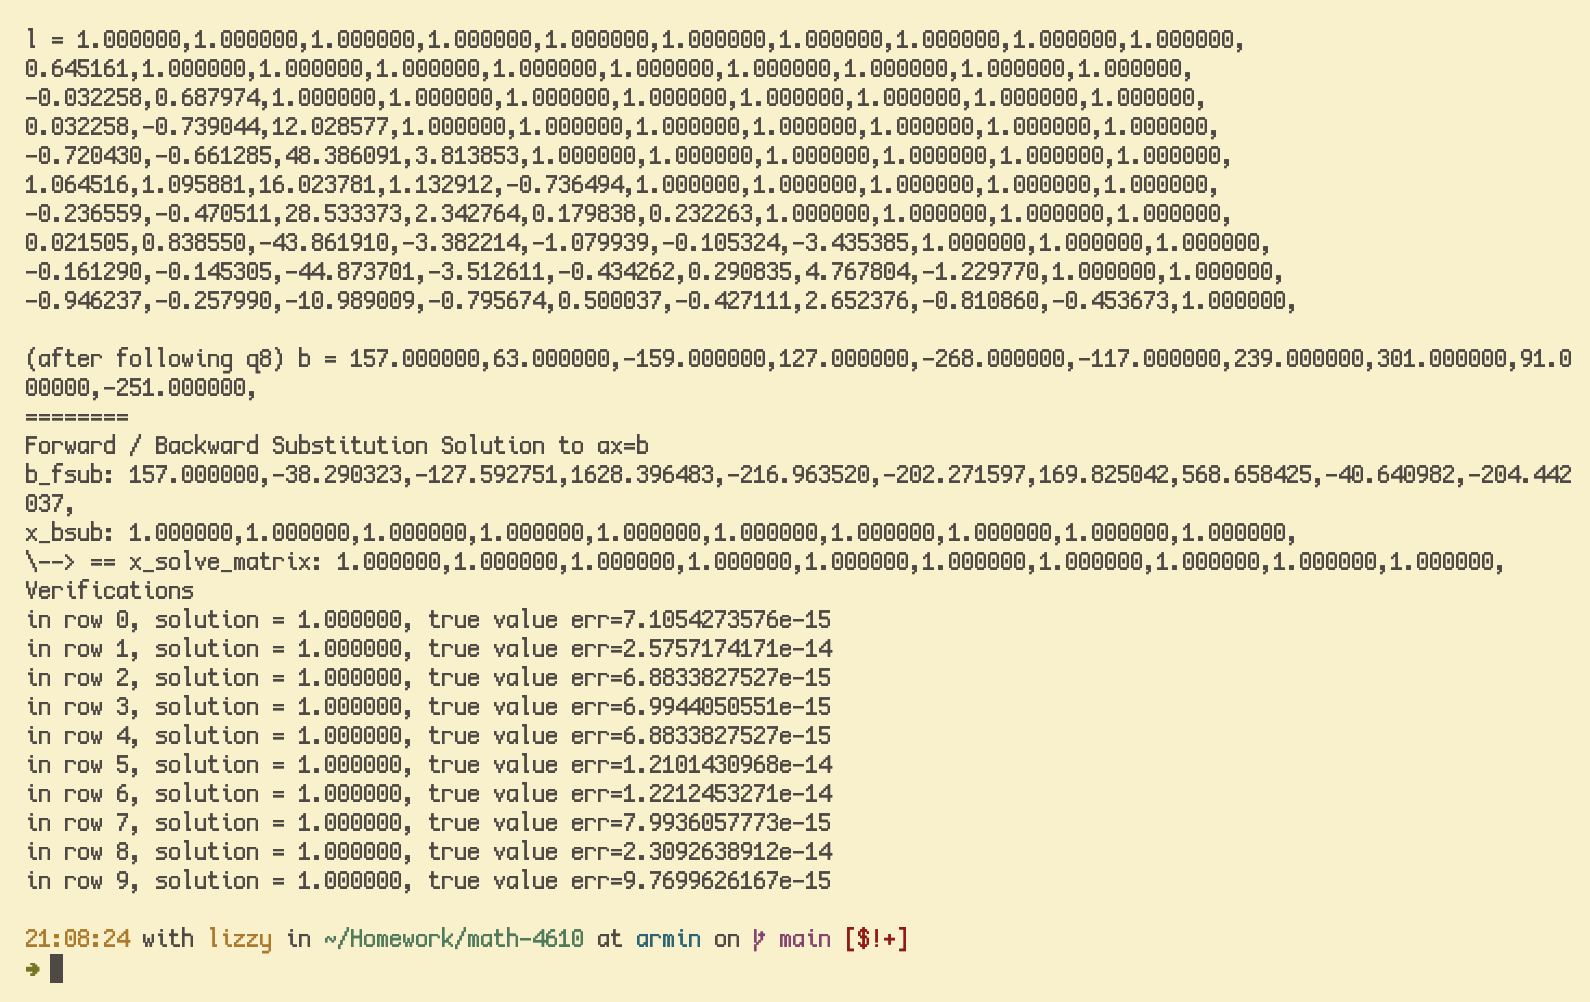 l = 1.000000,1.000000,1.000000,1.000000,1.000000,1.000000,1.000000,1.000000,1.000000,1.000000,
0.645161,1.000000,1.000000,1.000000,1.000000,1.000000,1.000000,1.000000,1.000000,1.000000,
-0.032258,0.687974,1.000000,1.000000,1.000000,1.000000,1.000000,1.000000,1.000000,1.000000,
0.032258,-0.739044,12.028577,1.000000,1.000000,1.000000,1.000000,1.000000,1.000000,1.000000,
-0.720430,-0.661285,48.386091,3.813853,1.000000,1.000000,1.000000,1.000000,1.000000,1.000000,
1.064516,1.095881,16.023781,1.132912,-0.736494,1.000000,1.000000,1.000000,1.000000,1.000000,
-0.236559,-0.470511,28.533373,2.342764,0.179838,0.232263,1.000000,1.000000,1.000000,1.000000,
0.021505,0.838550,-43.861910,-3.382214,-1.079939,-0.105324,-3.435385,1.000000,1.000000,1.000000,
-0.161290,-0.145305,-44.873701,-3.512611,-0.434262,0.290835,4.767804,-1.229770,1.000000,1.000000,
-0.946237,-0.257990,-10.989009,-0.795674,0.500037,-0.427111,2.652376,-0.810860,-0.453673,1.000000,
(after following q8) b = 157.000000,63.000000,-159.000000,127.000000,-268.000000,-117.000000,239.000000,301.000000,91.0
00000,-251.000000,
========
Forward / Backward Substitution Solution to ax=b
b_fsub: 157.000000,-38.290323,-127.592751,1628.396483,-216.963520,-202.271597,169.825042,568.658425,-40.640982,-204.442
037,
x_bsub: 1.000000,1.000000,1.000000,1.000000,1.000000,1.000000,1.000000,1.000000,1.000000,1.000000,
\--> == x_solve_matrix: 1.000000,1.000000,1.000000,1.000000,1.000000,1.000000,1.000000,1.000000,1.000000,1.000000,
Verifications
in row 0, solution = 1.000000, true value err=7.1054273576e-15
in row 1, solution = 1.000000, true value err=2.5757174171e-14
in row 2, solution = 1.000000, true value err=6.8833827527e-15
in row 3, solution = 1.000000, true value err=6.9944050551e-15
in row 4, solution = 1.000000, true value err=6.8833827527e-15
in row 5, solution = 1.000000, true value err=1.2101430968e-14
in row 6, solution = 1.000000, true value err=1.2212453271e-14
in row 7, solution = 1.000000, true value err=7.9936057773e-15
in row 8, solution = 1.000000, true value err=2.3092638912e-14
in row 9, solution = 1.000000, true value err=9.7699626167e-15
21:08:24 with lizzy in ~/Homework/math-4610 at armin on  main [$!+]
➜